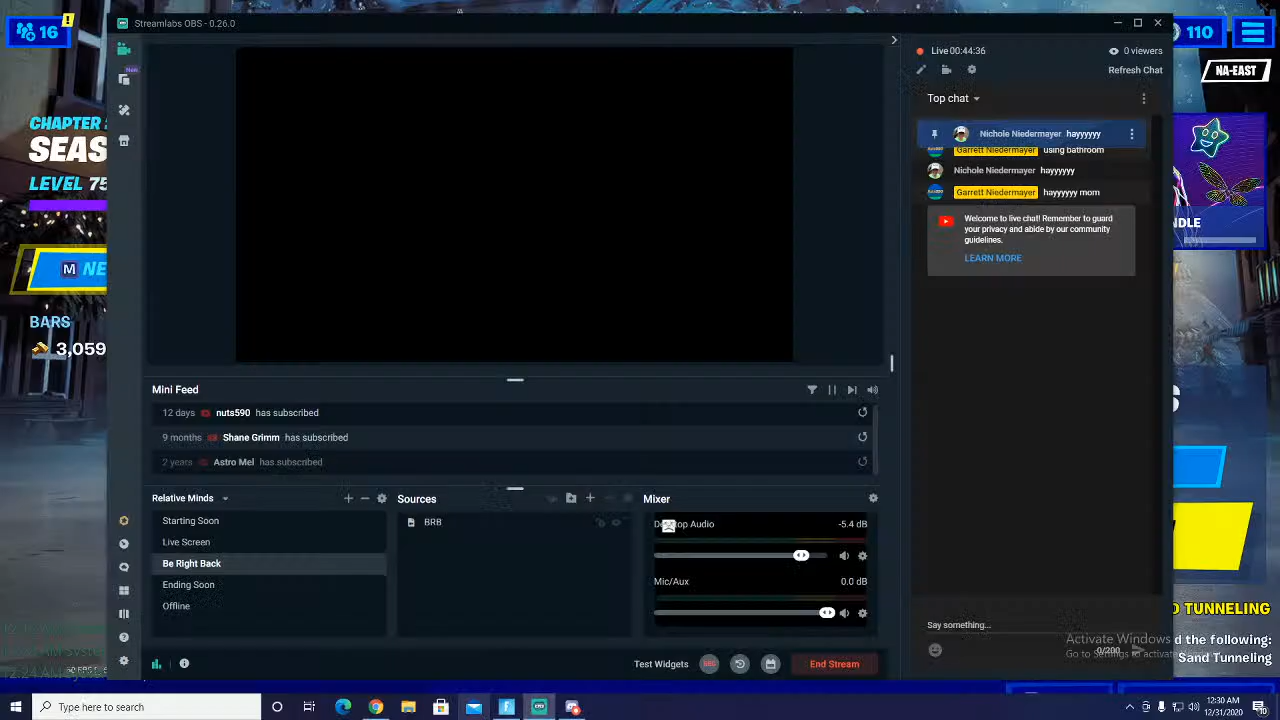 16
!
Streamlabs OBS - 0.26.0
110
NA-EAST
CHAPTER
SEAS
LEVEL 75
M NE
BARS
3,059
New
Live 00:44:36
0 viewers
Refresh Chat
Top chat
Nichole Niedermayer hayyyyyy
Garrett Niedermayer using bathroom
Nichole Niedermayer hayyyyyy
Garrett Niedermayer hayyyyyy mom
Welcome to live chat! Remember to guard
your privacy and abide by our community
guidelines.
LEARN MORE
NDLE
Mini Feed
12 days nuts590 has subscribed
9 months Shane Grimm has subscribed
2 years Astro Mel has subscribed
Relative Minds
Starting Soon
Live Screen
Be Right Back
Ending Soon
Offline
Sources
BRB
Mixer
Desktop Audio -5.4 dB
Mic/Aux 0.0 dB
Say something...
0/200
Activate Windows
Go to Settings to activate
D TUNNELING
d the following:
Sand Tunneling
Test Widgets
End Stream
12:24 AM
Type here to search
12:30 AM
12/31/2020